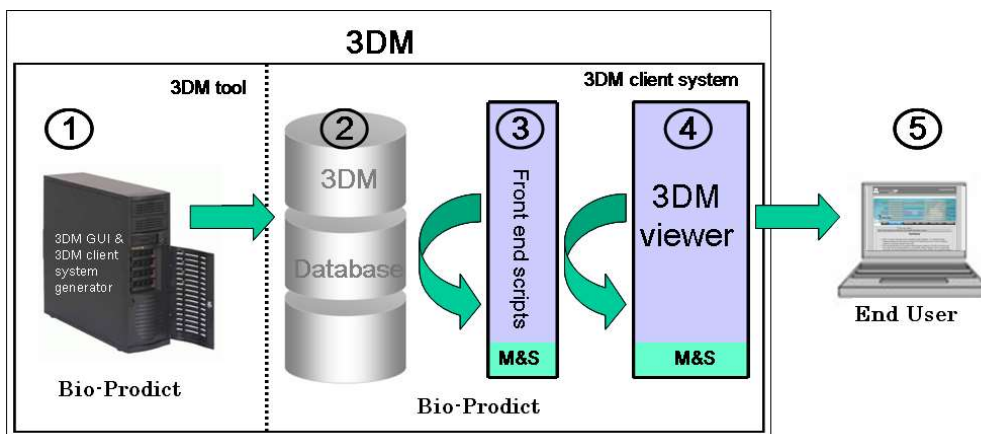 3DM
3DM tool
3DM client system
1
2
3
4
5
3DM GUI &
3DM client
system
generator
3DM
Database
Front end scripts
3DM
viewer
M&S
M&S
End User
Bio-Prodict
Bio-Prodict